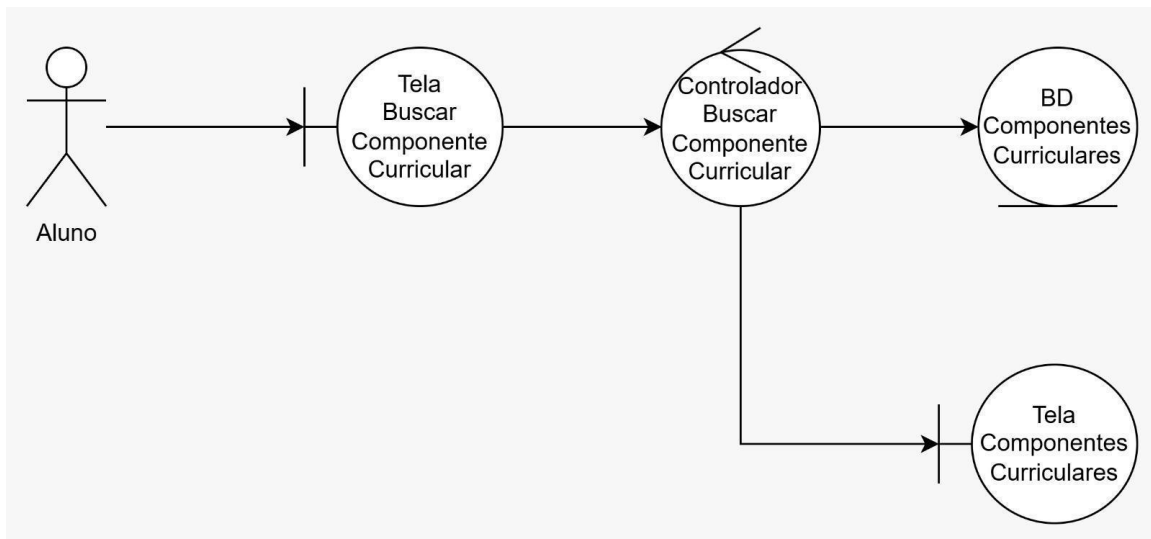 Aluno
Tela
Buscar
Componente
Curricular
Controlador
Buscar
Componente
Curricular
BD
Componentes
Curriculares
Tela
Componentes
Curriculares